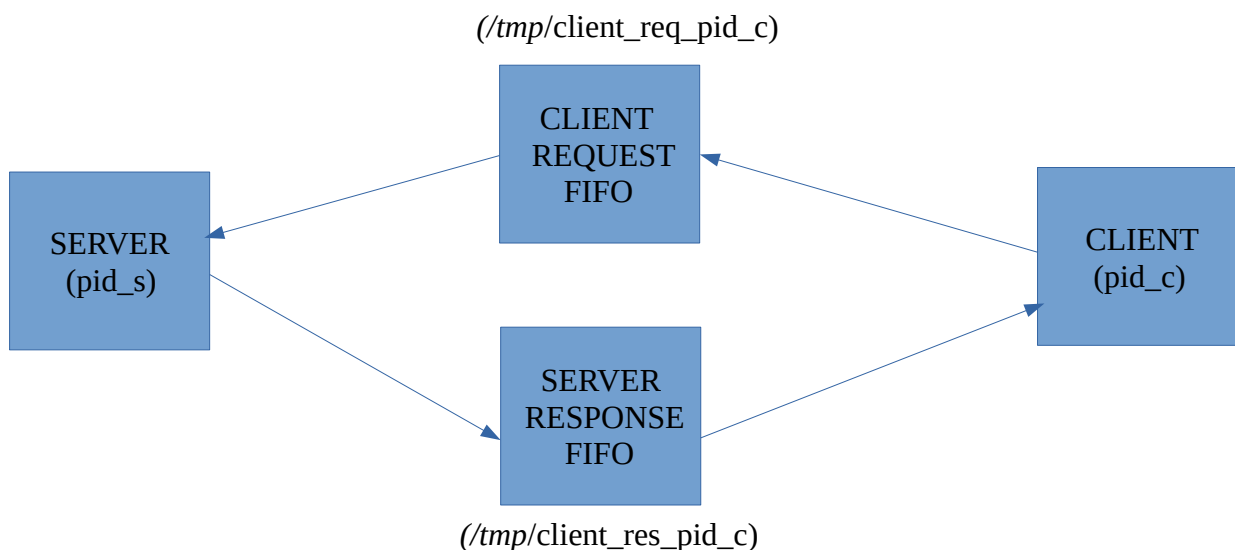 (/tmp/client_req_pid_c)
CLIENT
REQUEST
FIFO
SERVER
(pid_s)
CLIENT
(pid_c)
SERVER
RESPONSE
FIFO
(/tmp/client_res_pid_c)